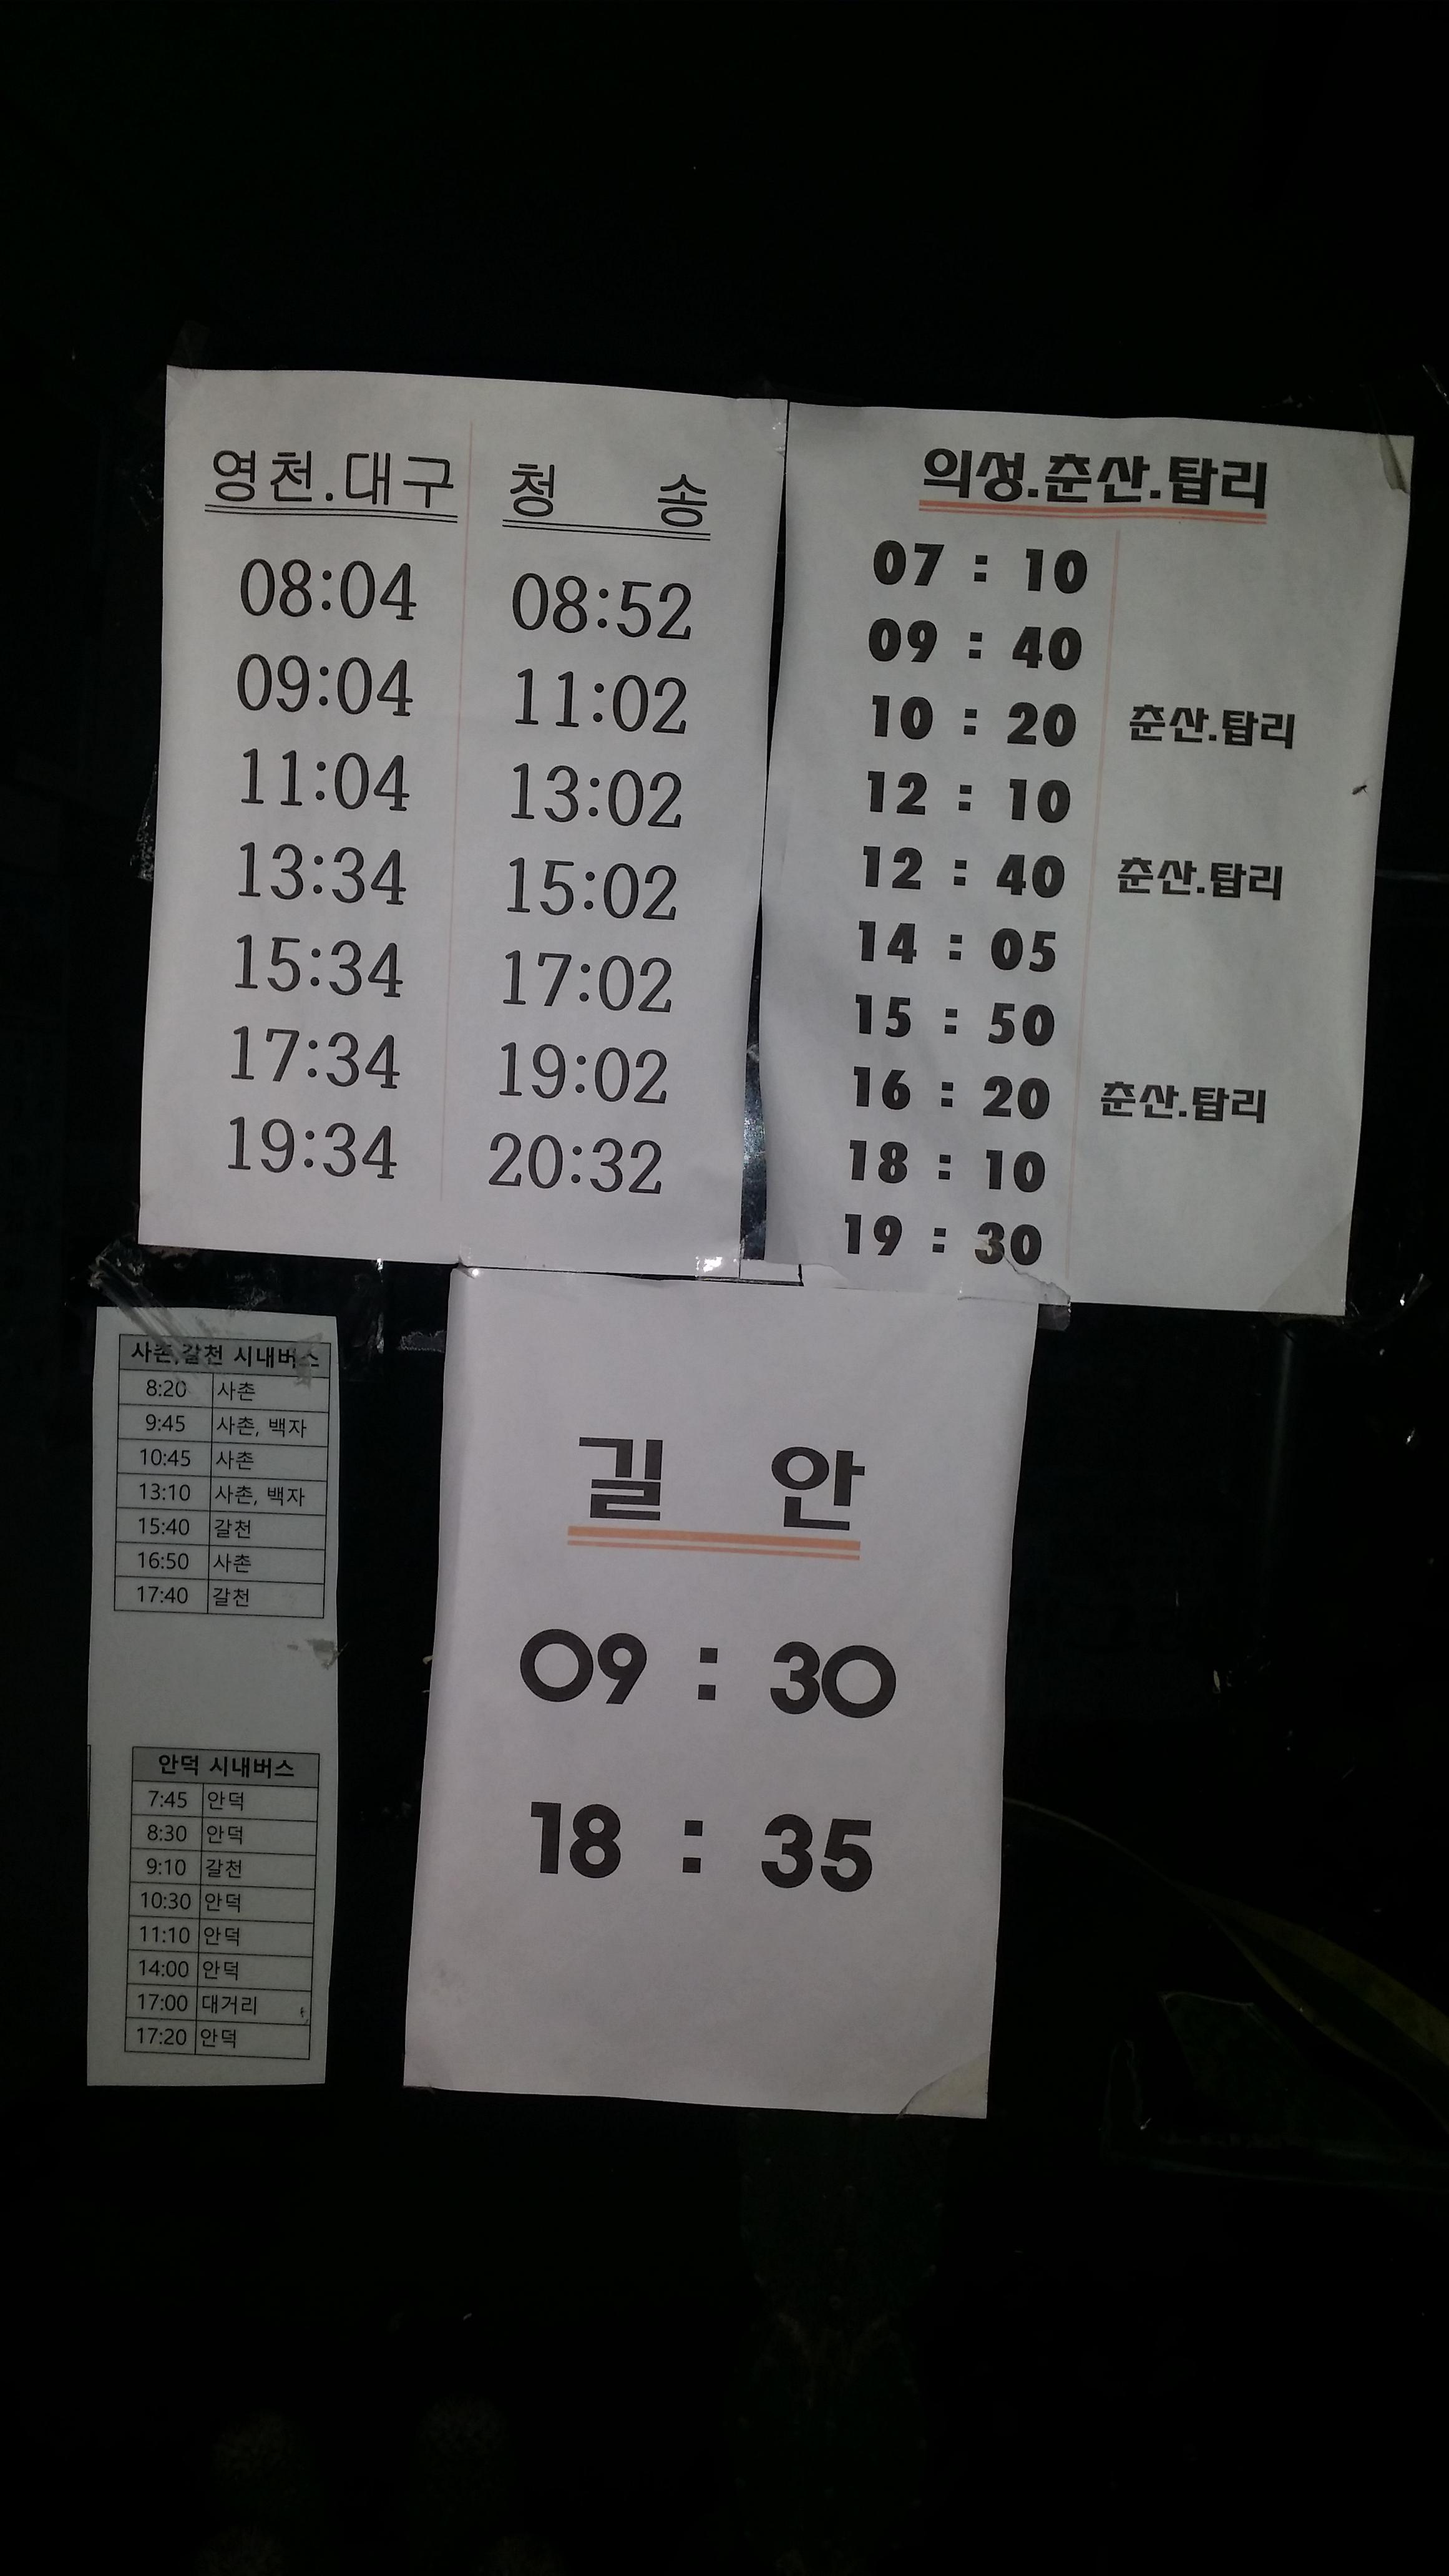 영천.대구
08:04
09:04
11:04
13:34
15:34
17:34
19:34
청 송
08:52
11:02
13:02
15:02
17:02
19:02
20:32
의성.춘산.탑리
07 : 10
09 : 40
10 : 20 춘산.탑리
12 : 10
12 : 40 춘산.탑리
14 : 05
15 : 50
16 : 20 춘산.탑리
18 : 10
19 : 30
사촌,갈천 시내버스
8:20 사촌
9:45 사촌, 백자
10:45 사촌
13:10 사촌, 백자
15:40 갈천
16:50 사촌
17:40 갈천
안덕 시내버스
7:45 안덕
8:30 안덕
9:10 갈천
10:30 안덕
11:10 안덕
14:00 안덕
17:00 대거리
17:20 안덕
길 안
09 : 30
18 : 35